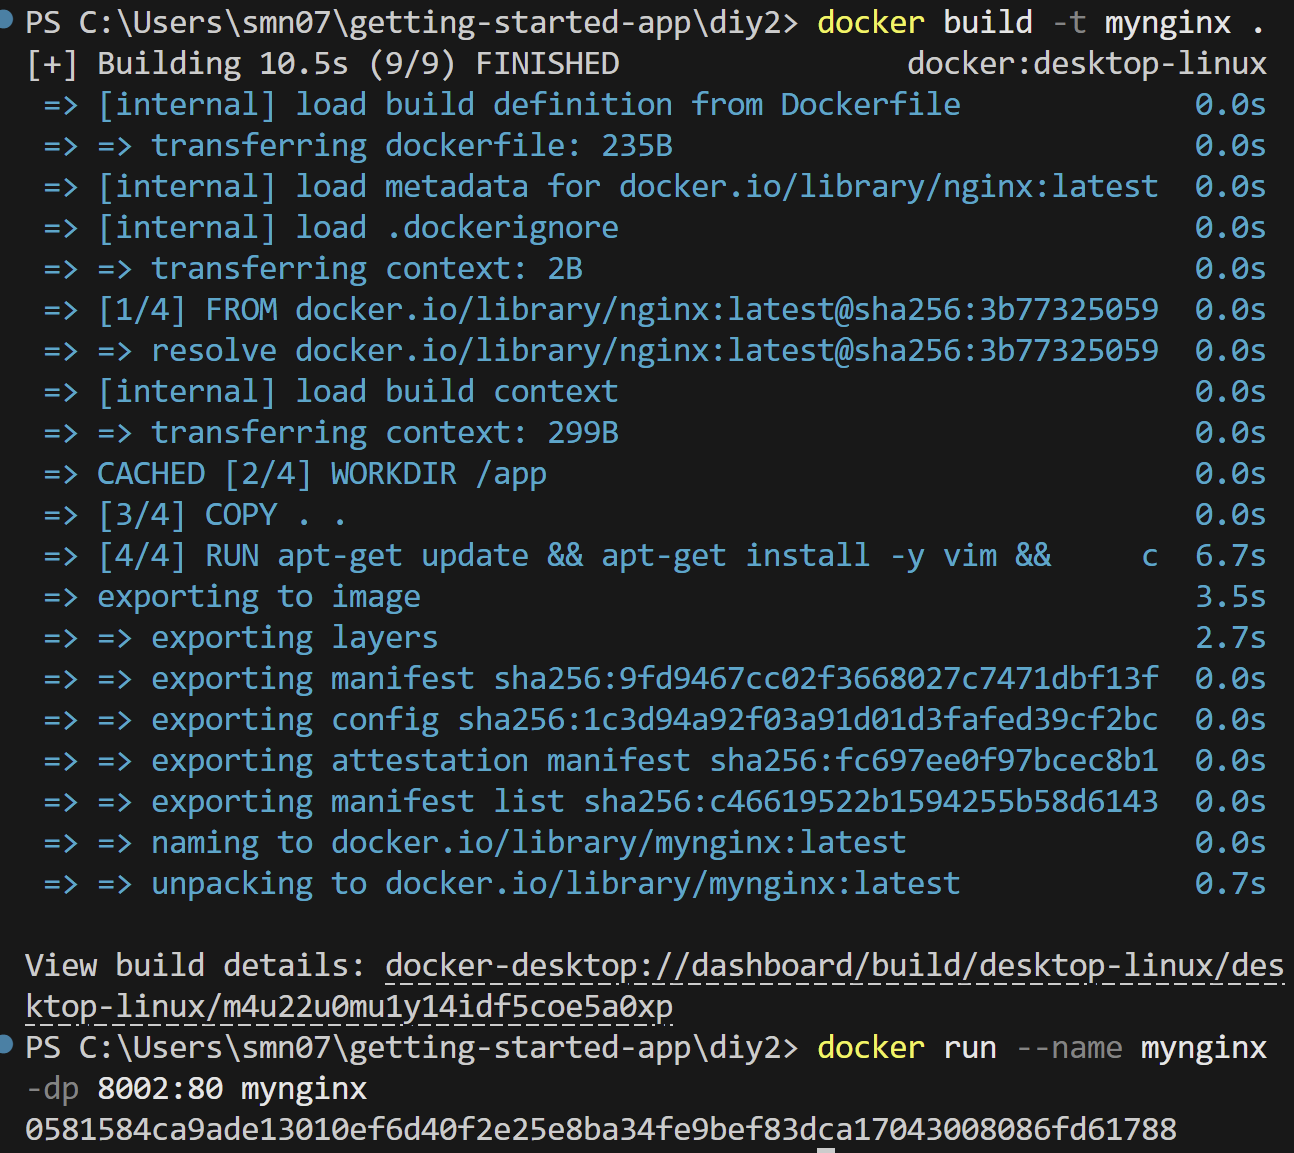 PS C:\Users\smn07\getting-started-app\diy2> docker build -t mynginx .
[+] Building 10.5s (9/9) FINISHED docker:desktop-linux
=> [internal] load build definition from Dockerfile 0.0s
=> => transferring dockerfile: 235B 0.0s
=> [internal] load metadata for docker.io/library/nginx:latest 0.0s
=> [internal] load .dockerignore 0.0s
=> => transferring context: 2B 0.0s
=> [1/4] FROM docker.io/library/nginx:latest@sha256:3b77325059 0.0s
=> => resolve docker.io/library/nginx:latest@sha256:3b77325059 0.0s
=> [internal] load build context 0.0s
=> => transferring context: 299B 0.0s
=> CACHED [2/4] WORKDIR /app 0.0s
=> [3/4] COPY . . 0.0s
=> [4/4] RUN apt-get update && apt-get install -y vim && c 6.7s
=> exporting to image 3.5s
=> => exporting layers 2.7s
=> => exporting manifest sha256:9fd9467cc02f3668027c7471dbf13f 0.0s
=> => exporting config sha256:1c3d94a92f03a91d01d3fafed39cf2bc 0.0s
=> => exporting attestation manifest sha256:fc697ee0f97bcec8b1 0.0s
=> => exporting manifest list sha256:c46619522b1594255b58d6143 0.0s
=> => naming to docker.io/library/mynginx:latest 0.0s
=> => unpacking to docker.io/library/mynginx:latest 0.7s
View build details: docker-desktop://dashboard/build/desktop-linux/des
ktop-linux/m4u22u0mu1y14idf5coe5a0xp
PS C:\Users\smn07\getting-started-app\diy2> docker run --name mynginx
-dp 8002:80 mynginx
0581584ca9ade13010ef6d40f2e25e8ba34fe9bef83dca17043008086fd61788